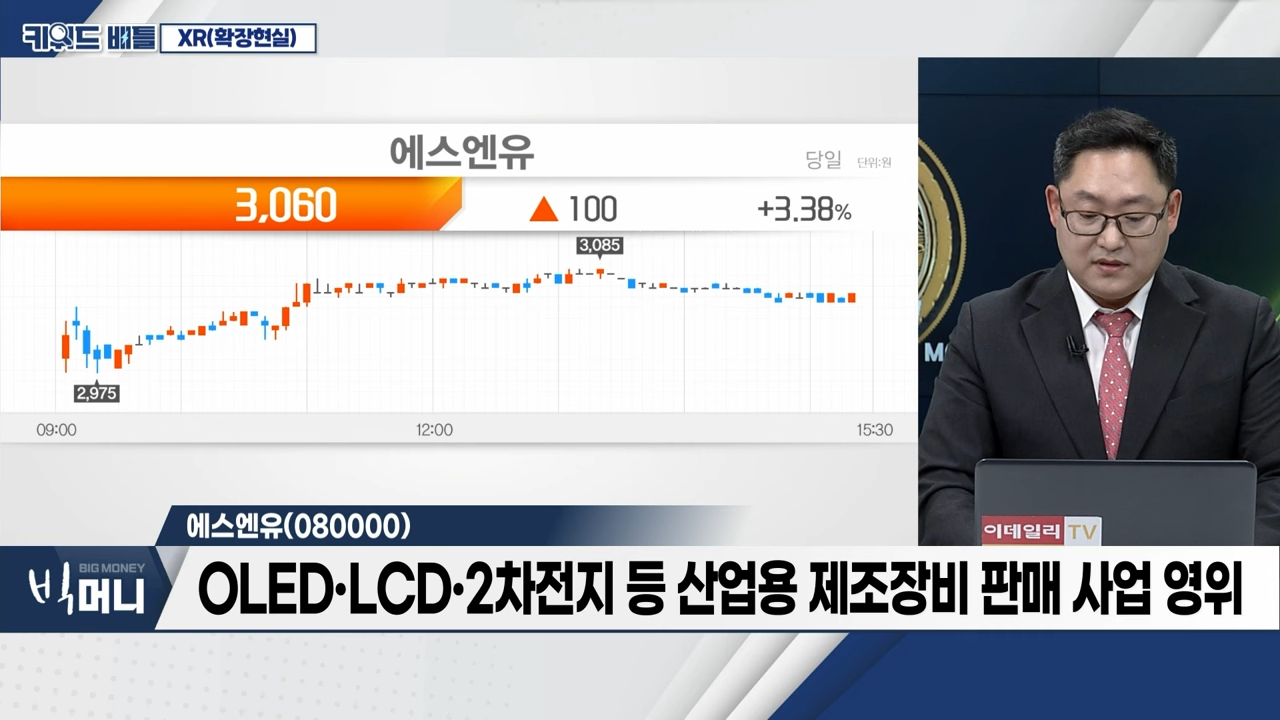 키워드 배틀
XR(확장현실)
에스엔유
당일 단위:원
3,060 ▲ 100 +3.38%
3,085
2,975
09:00 12:00 15:30
에스엔유(080000)
빅머니 BIG MONEY
OLED·LCD·2차전지 등 산업용 제조장비 판매 사업 영위
이데일리 TV